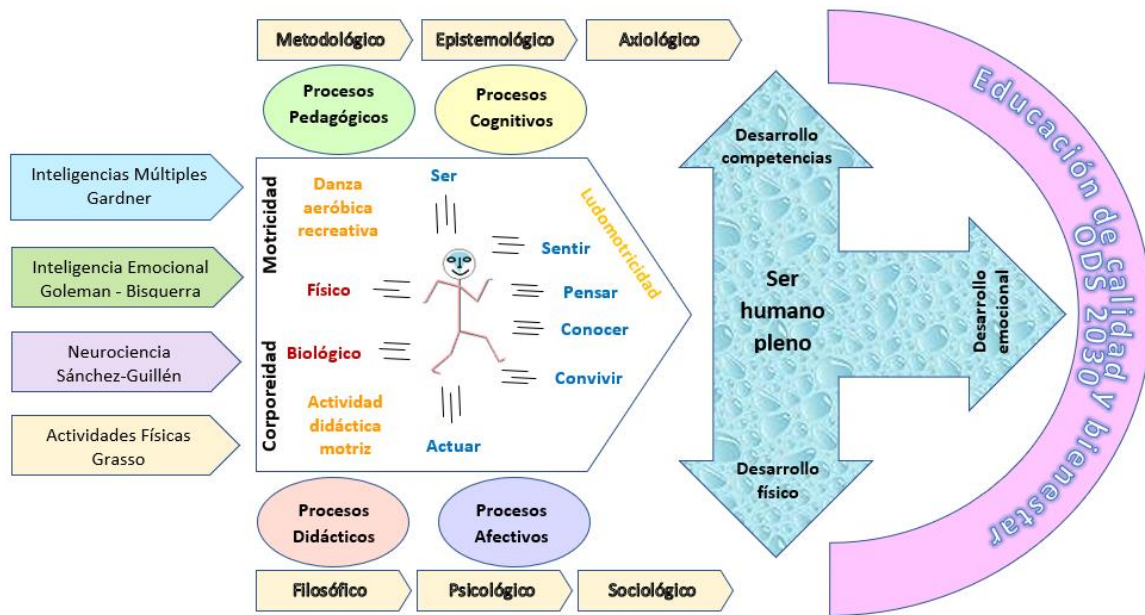 Metodológico
Epistemológico
Axiológico
Procesos
Pedagógicos
Procesos
Cognitivos
Inteligencias Múltiples
Gardner
Inteligencia Emocional
Goleman - Bisquerra
Neurociencia
Sánchez-Guillén
Actividades Físicas
Grasso
Motricidad
Corporeidad
Danza
aeróbica
recreativa
Ser
Sentir
Ludomotricidad
Físico
Pensar
Conocer
Biológico
Convivir
Actividad
didáctica
motriz
Actuar
Procesos
Didácticos
Procesos
Afectivos
Filosófico
Psicológico
Sociológico
Desarrollo
competencias
Ser
humano
pleno
Desarrollo
emocional
Desarrollo
físico
Educación de calidad y bienestar
ODS 2030